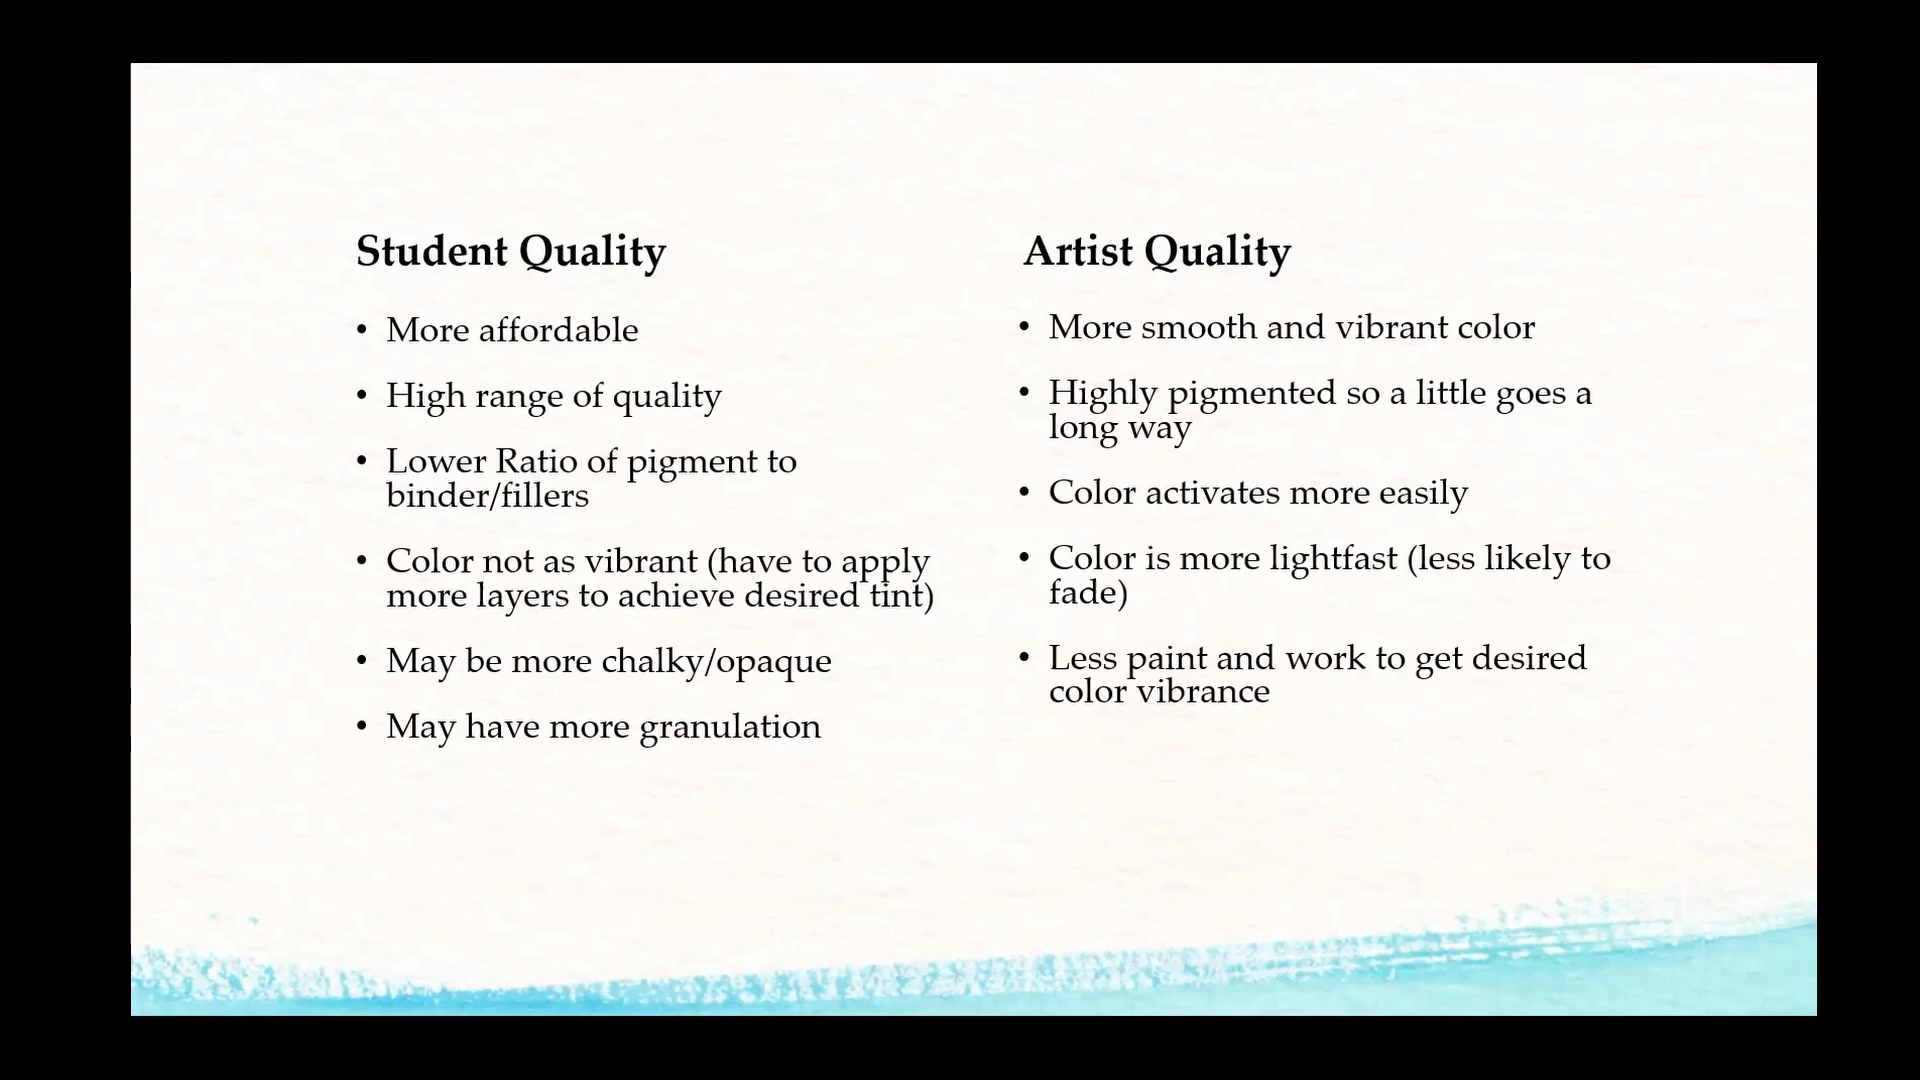 Student Quality
• More affordable
• High range of quality
• Lower Ratio of pigment to
binder/fillers
• Color not as vibrant (have to apply
more layers to achieve desired tint)
• May be more chalky/opaque
• May have more granulation
Artist Quality
• More smooth and vibrant color
• Highly pigmented so a little goes a
long way
• Color activates more easily
• Color is more lightfast (less likely to
fade)
• Less paint and work to get desired
color vibrance